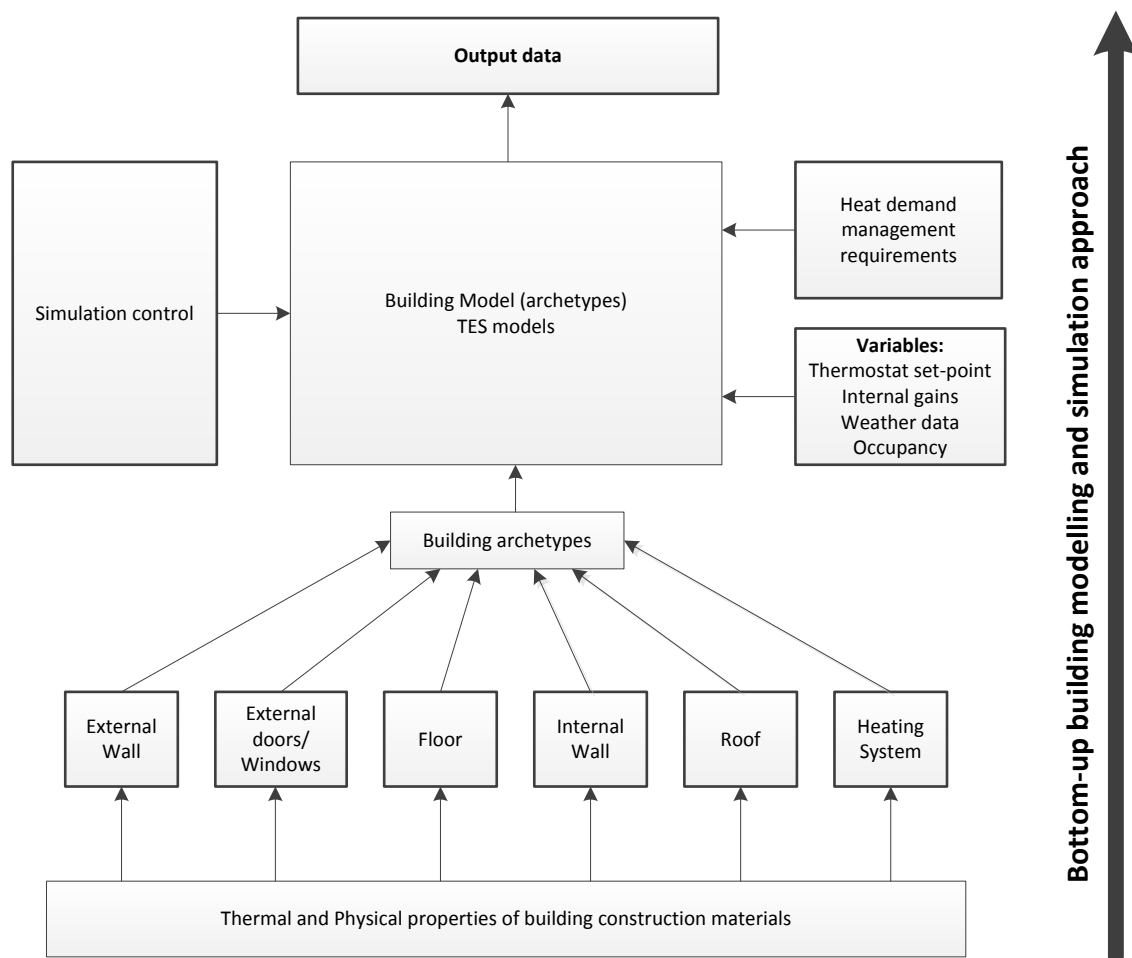 Output data
Simulation control
Building Model (archetypes)
TES models
Heat demand
management
requirements
Variables:
Thermostat set-point
Internal gains
Weather data
Occupancy
Building archetypes
External
Wall
External
doors/
Windows
Floor
Internal
Wall
Roof
Heating
System
Thermal and Physical properties of building construction materials
Bottom-up building modelling and simulation approach